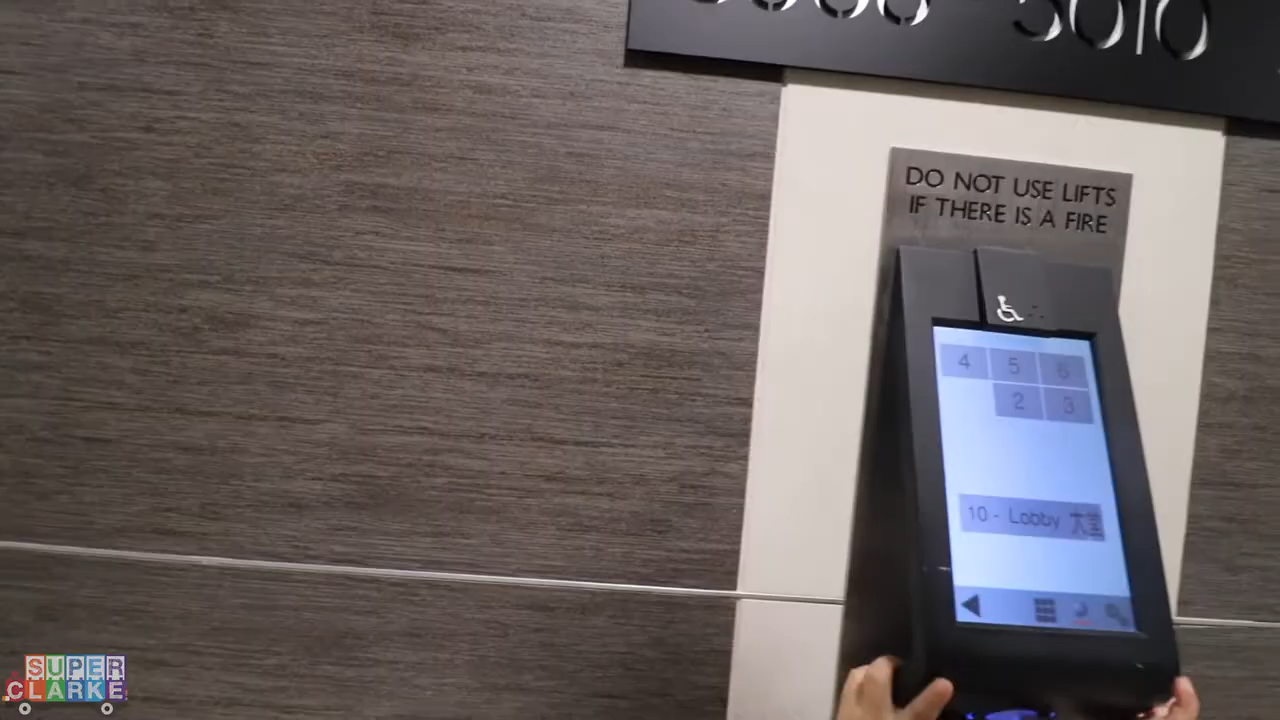 5010
DO NOT USE LIFTS
IF THERE IS A FIRE
4 5 6
2 3
10 - Lobby 大堂
SUPER
CLARKE